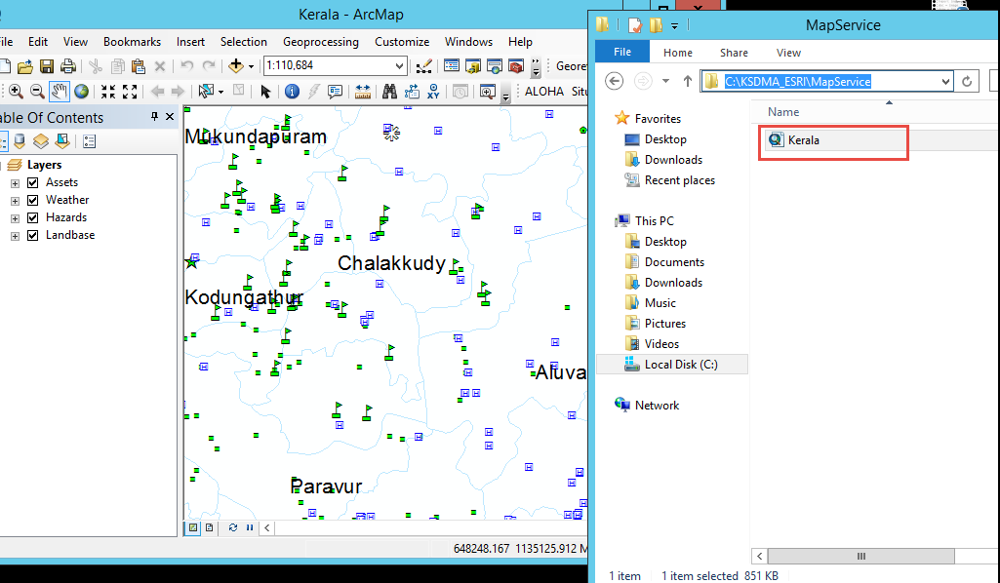 Kerala - ArcMap
File Edit View Bookmarks Insert Selection Geoprocessing Customize Windows Help
1:110,684
Geore
ALOHA Situ
Table Of Contents
Layers
Assets
Weather
Hazards
Landbase
Mukundapuram
Chalakkudy
Kodungathur
Aluva
Paravur
648248.167 1135125.912 M
MapService
File Home Share View
C:\KSDMA_ESRI\MapService
Favorites
Desktop
Downloads
Recent places
This PC
Desktop
Documents
Downloads
Music
Pictures
Videos
Local Disk (C:)
Network
Name
Kerala
1 item 1 item selected 851 KB